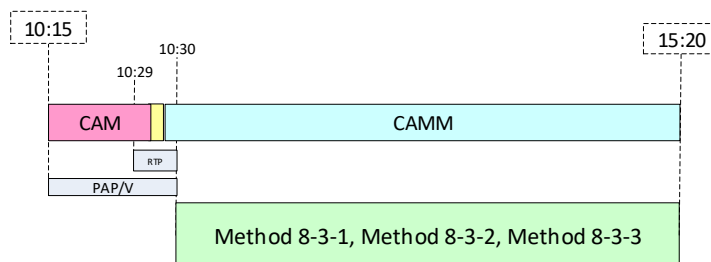 10:15
15:20
10:30
10:29
CAM
CAMM
RTP
PAP/V
Method 8-3-1, Method 8-3-2, Method 8-3-3